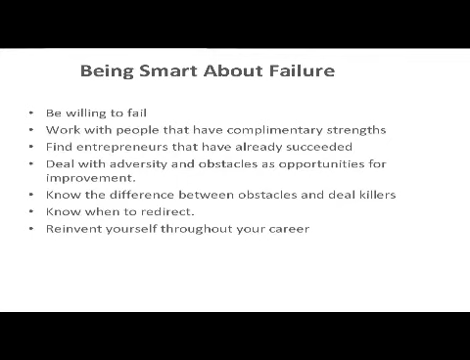 Being Smart About Failure
• Be willing to fail
• Work with people that have complimentary strengths
• Find entrepreneurs that have already succeeded
• Deal with adversity and obstacles as opportunities for
improvement.
• Know the difference between obstacles and deal killers
• Know when to redirect.
• Reinvent yourself throughout your career